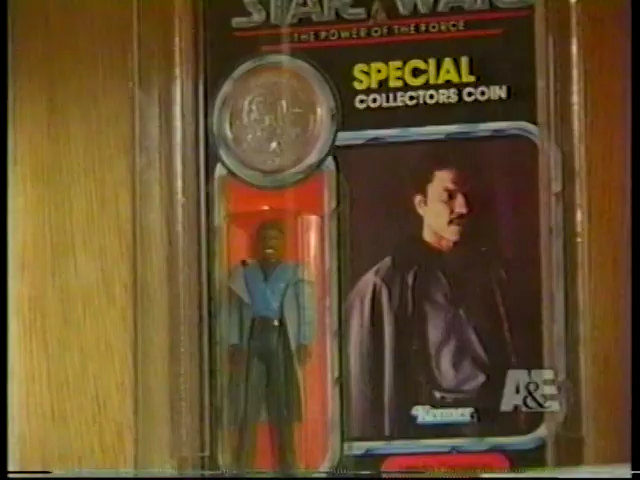 STAR WARS
THE POWER OF THE FORCE
SPECIAL
COLLECTORS COIN
Kenner
A&E